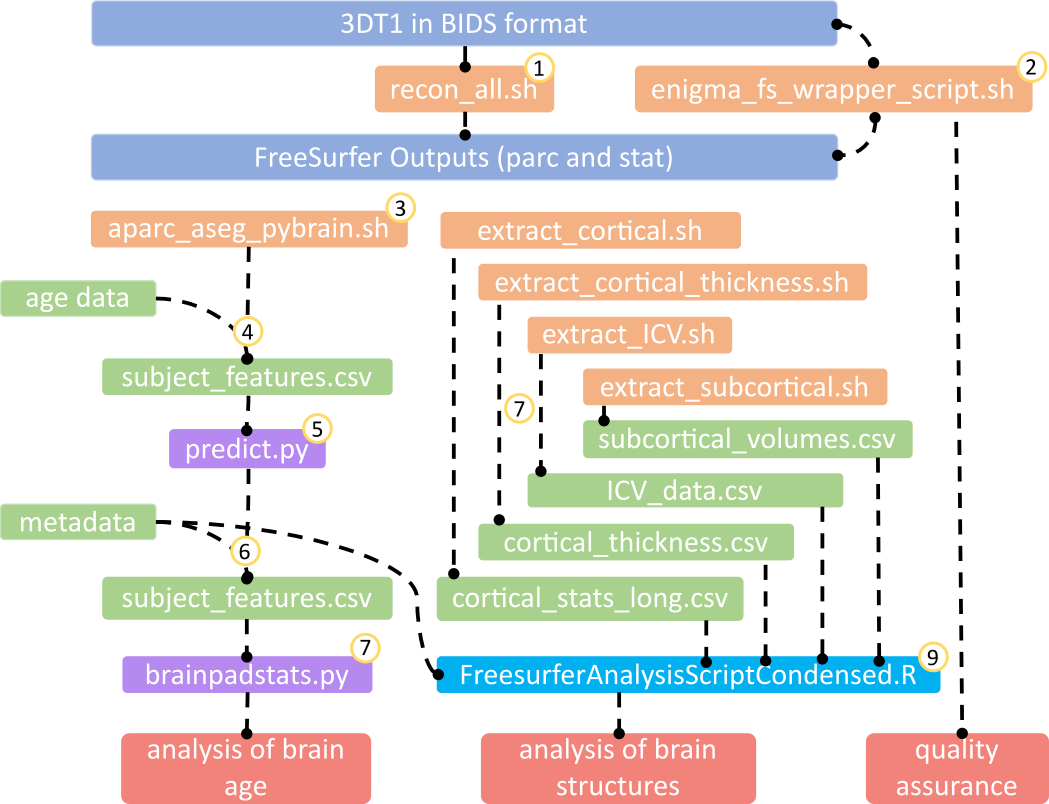 3DT1 in BIDS format
1
recon_all.sh
2
enigma_fs_wrapper_script.sh
FreeSurfer Outputs (parc and stat)
3
aparc_aseg_pybrain.sh
extract_cortical.sh
extract_cortical_thickness.sh
age data
4
extract_ICV.sh
subject_features.csv
extract_subcortical.sh
7
5
predict.py
subcortical_volumes.csv
ICV_data.csv
metadata
cortical_thickness.csv
6
subject_features.csv
cortical_stats_long.csv
7
brainpadstats.py
9
FreesurferAnalysisScriptCondensed.R
analysis of brain
age
analysis of brain
structures
quality
assurance